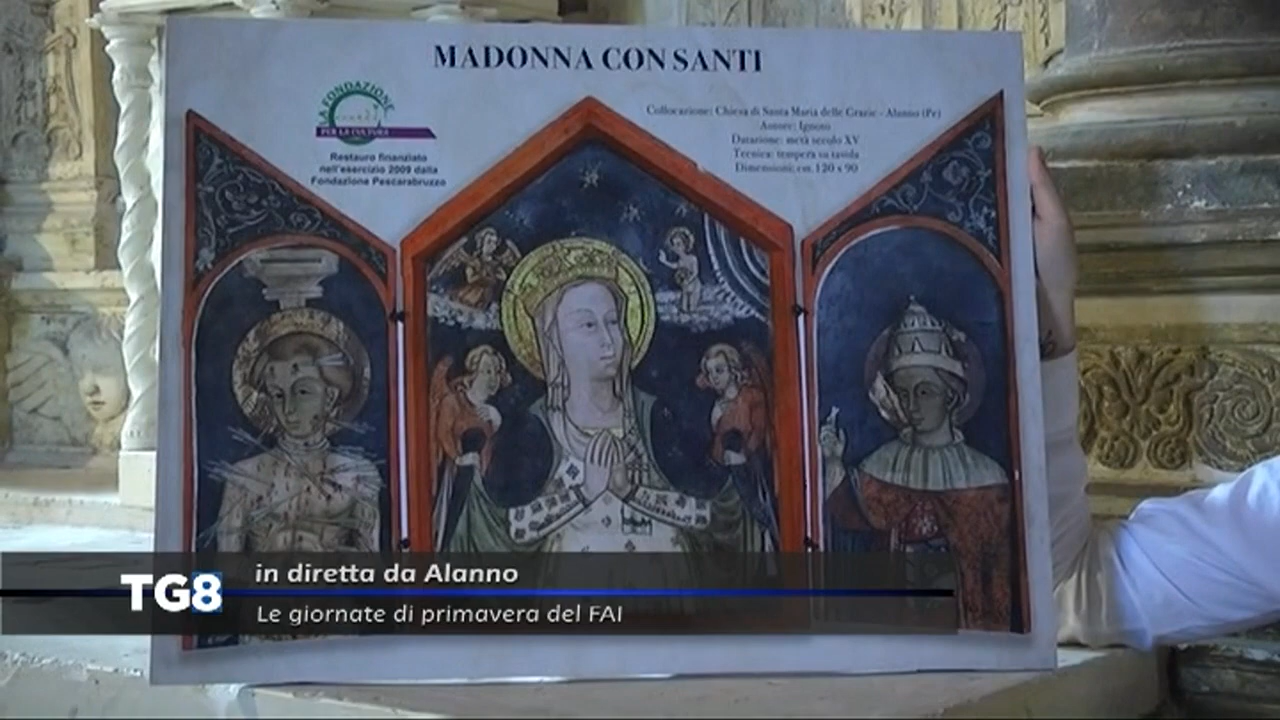 MADONNA CON SANTI
LA FONDAZIONE
PER LA CULTURA
Restauro finanziato
nell'esercizio 2009 dalla
Fondazione Pescarabruzzo
Collocazione: Chiesa di Santa Maria delle Grazie - Alanno (Pe)
Autore: Ignoto
Datazione: metà secolo XV
Tecnica: tempera su tavola
Dimensioni: cm. 120 x 90
TG8
in diretta da Alanno
Le giornate di primavera del FAI